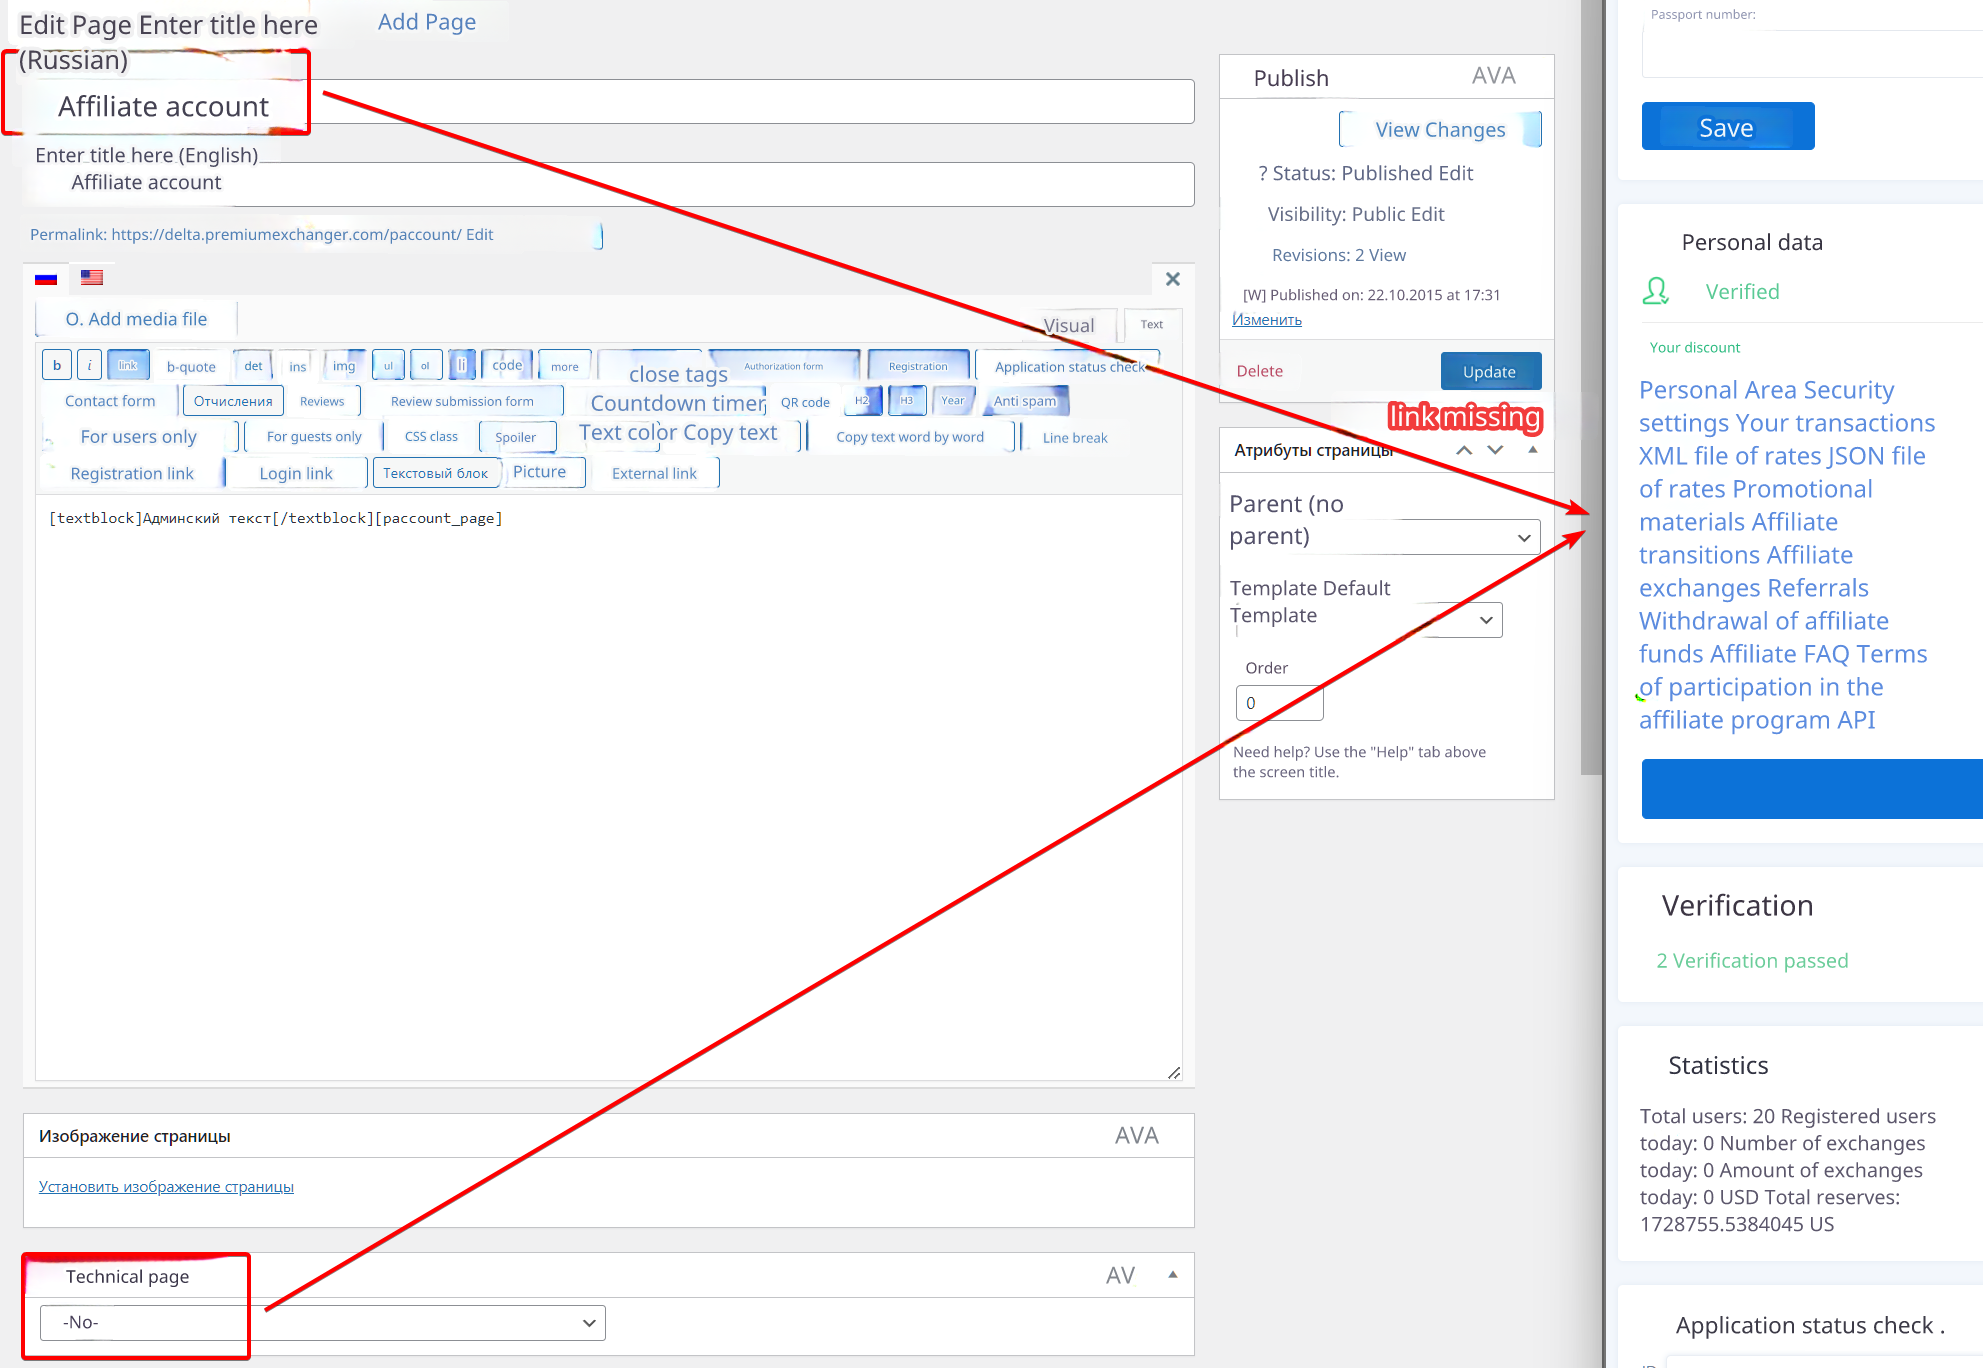 Edit Page Enter title here
(Russian)
Add Page
Affiliate account
Enter title here (English)
Affiliate account
Permalink: https://delta.premiumexchanger.com/paccount/ Edit
O. Add media file
Visual
Text
b
i
link
b-quote
det
ins
img
ul
ol
li
code
more
close tags
Authorization form
Registration
Application status check
Contact form
Отчисления
Reviews
Review submission form
Countdown timer
QR code
H2
H3
Year
Anti spam
For users only
For guests only
CSS class
Spoiler
Text color Copy text
Copy text word by word
Line break
Registration link
Login link
Текстовый блок
Picture
External link
[textblock]Админский текст[/textblock][paccount_page]
Изображение страницы
AVA
Установить изображение страницы
Technical page
AV
-No-
Publish
AVA
View Changes
? Status: Published Edit
Visibility: Public Edit
Revisions: 2 View
[W] Published on: 22.10.2015 at 17:31
Изменить
Delete
Update
link missing
Атрибуты страницы
Parent (no
parent)
Template Default
Template
Order
0
Need help? Use the "Help" tab above
the screen title.
Passport number:
Save
Personal data
Verified
Your discount
Personal Area Security
settings Your transactions
XML file of rates JSON file
of rates Promotional
materials Affiliate
transitions Affiliate
exchanges Referrals
Withdrawal of affiliate
funds Affiliate FAQ Terms
of participation in the
affiliate program API
Verification
2 Verification passed
Statistics
Total users: 20 Registered users
today: 0 Number of exchanges
today: 0 Amount of exchanges
today: 0 USD Total reserves:
1728755.5384045 US
Application status check .